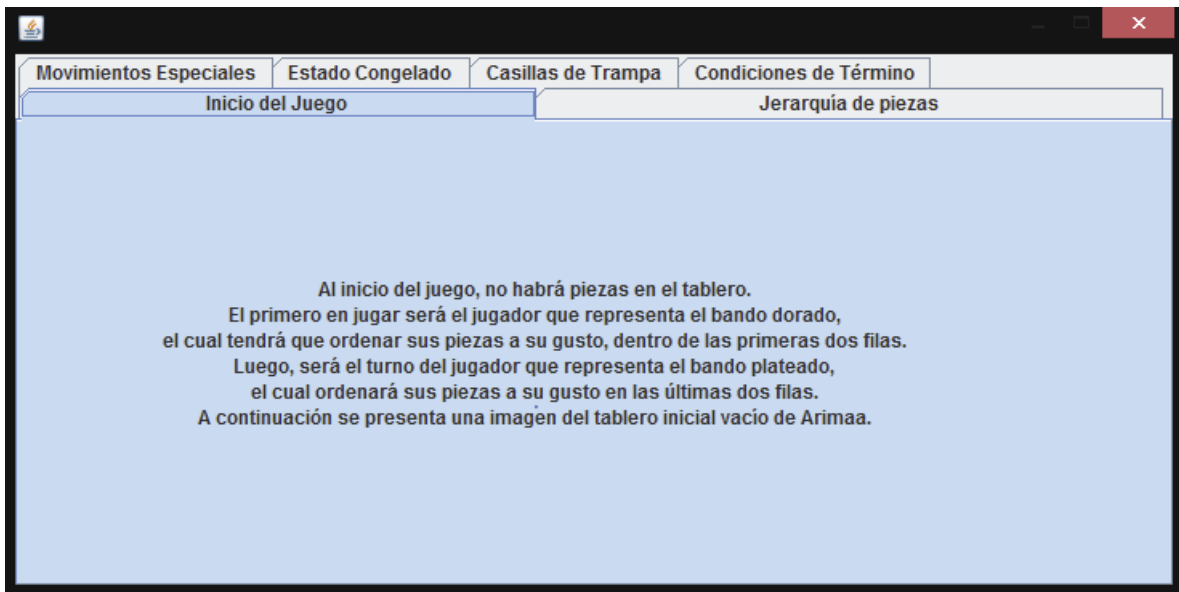 Movimientos Especiales
Estado Congelado
Casillas de Trampa
Condiciones de Término
Inicio del Juego
Jerarquía de piezas
Al inicio del juego, no habrá piezas en el tablero.
El primero en jugar será el jugador que representa el bando dorado,
el cual tendrá que ordenar sus piezas a su gusto, dentro de las primeras dos filas.
Luego, será el turno del jugador que representa el bando plateado,
el cual ordenará sus piezas a su gusto en las últimas dos filas.
A continuación se presenta una imagen del tablero inicial vacío de Arimaa.